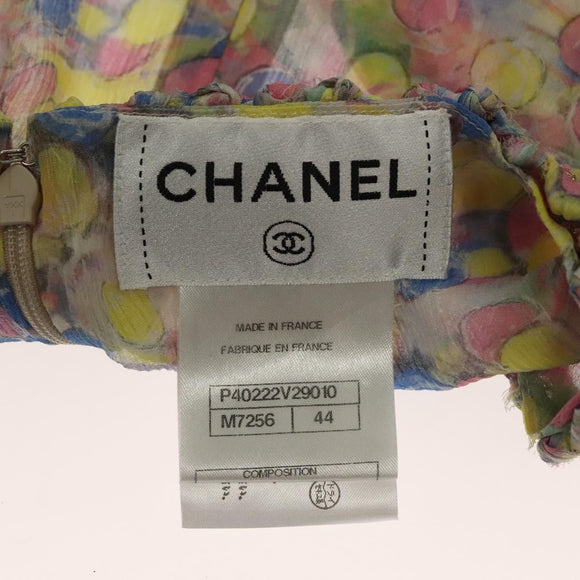 CHANEL
MADE IN FRANCE
FABRIQUE EN FRANCE
P40222V29010
M7256 44
COMPOSITION